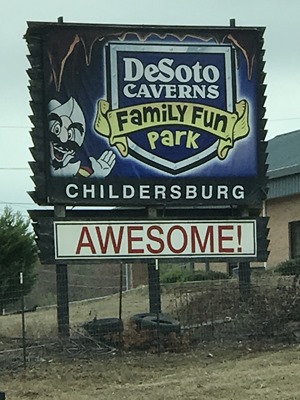 DeSoto
CAVERNS
Family Fun
Park
CHILDERSBURG
AWESOME!